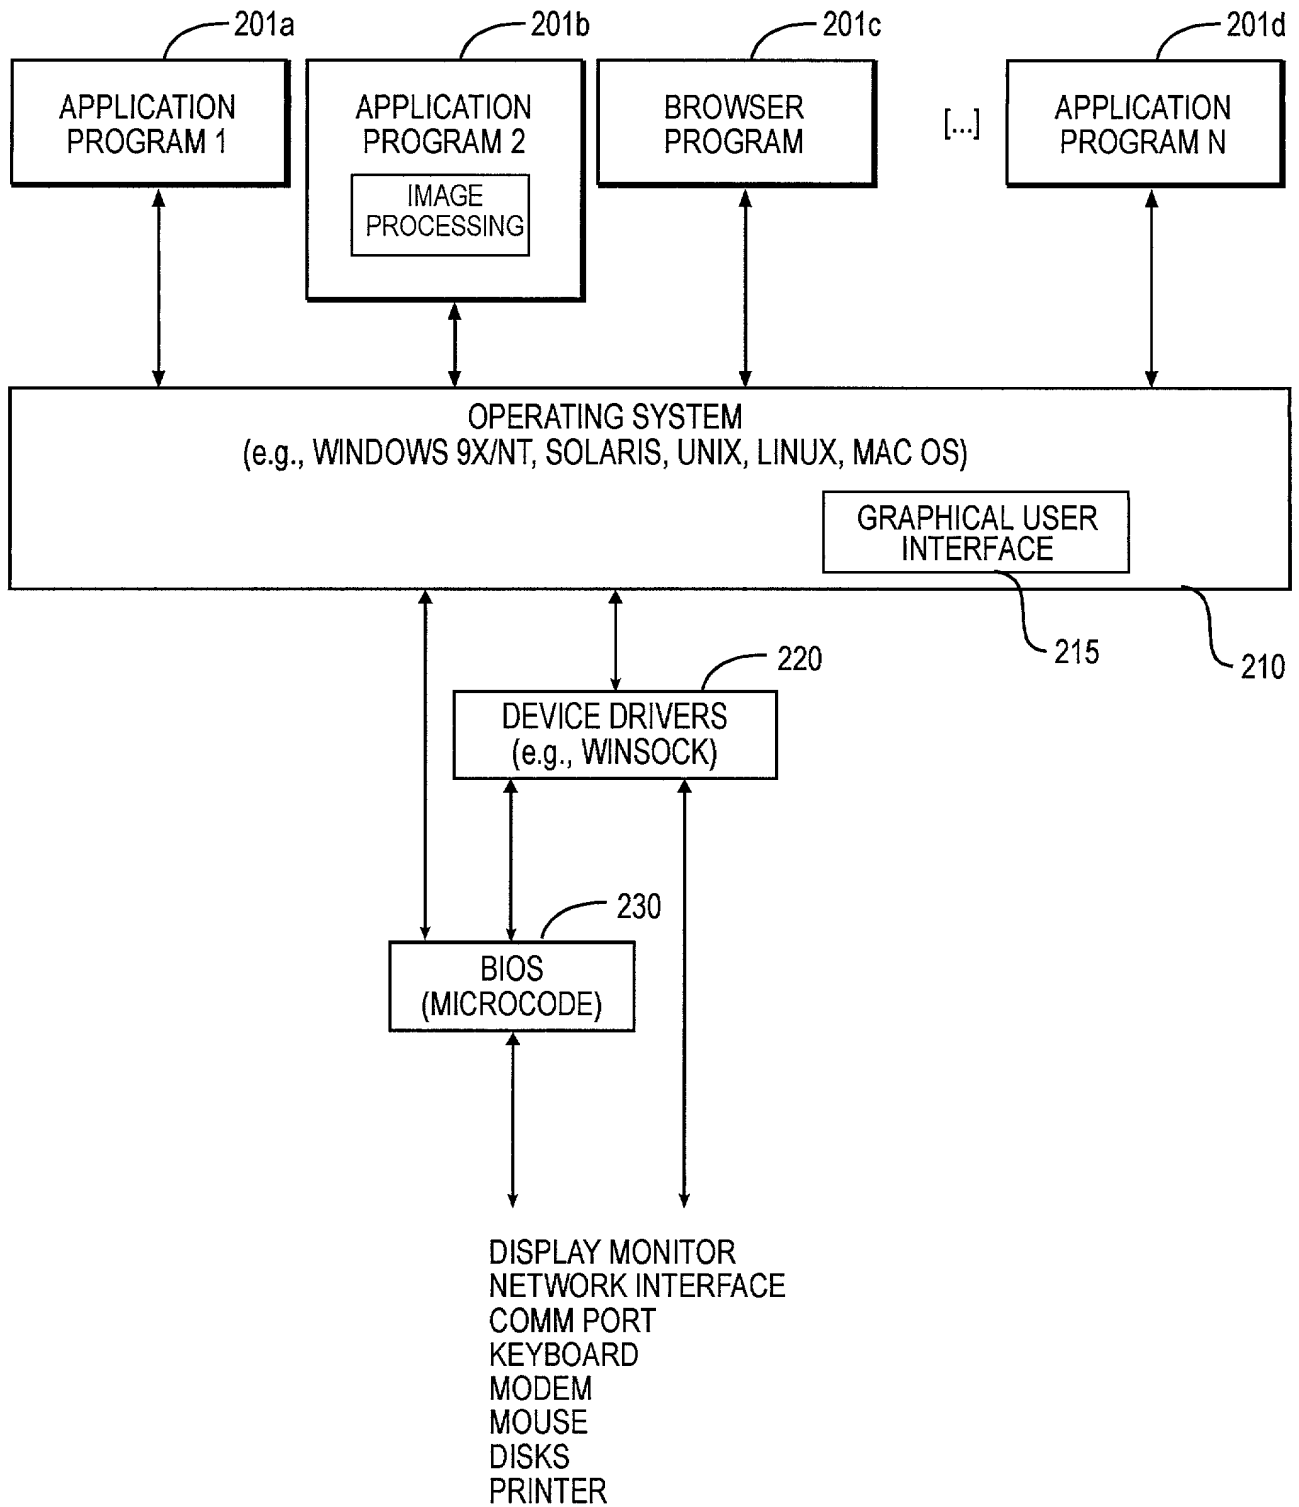 201a
201b
201c
201d
APPLICATION
PROGRAM 1
APPLICATION
PROGRAM 2
IMAGE
PROCESSING
BROWSER
PROGRAM
[...]
APPLICATION
PROGRAM N
OPERATING SYSTEM
(e.g., WINDOWS 9X/NT, SOLARIS, UNIX, LINUX, MAC OS)
GRAPHICAL USER
INTERFACE
215
210
220
DEVICE DRIVERS
(e.g., WINSOCK)
230
BIOS
(MICROCODE)
DISPLAY MONITOR
NETWORK INTERFACE
COMM PORT
KEYBOARD
MODEM
MOUSE
DISKS
PRINTER